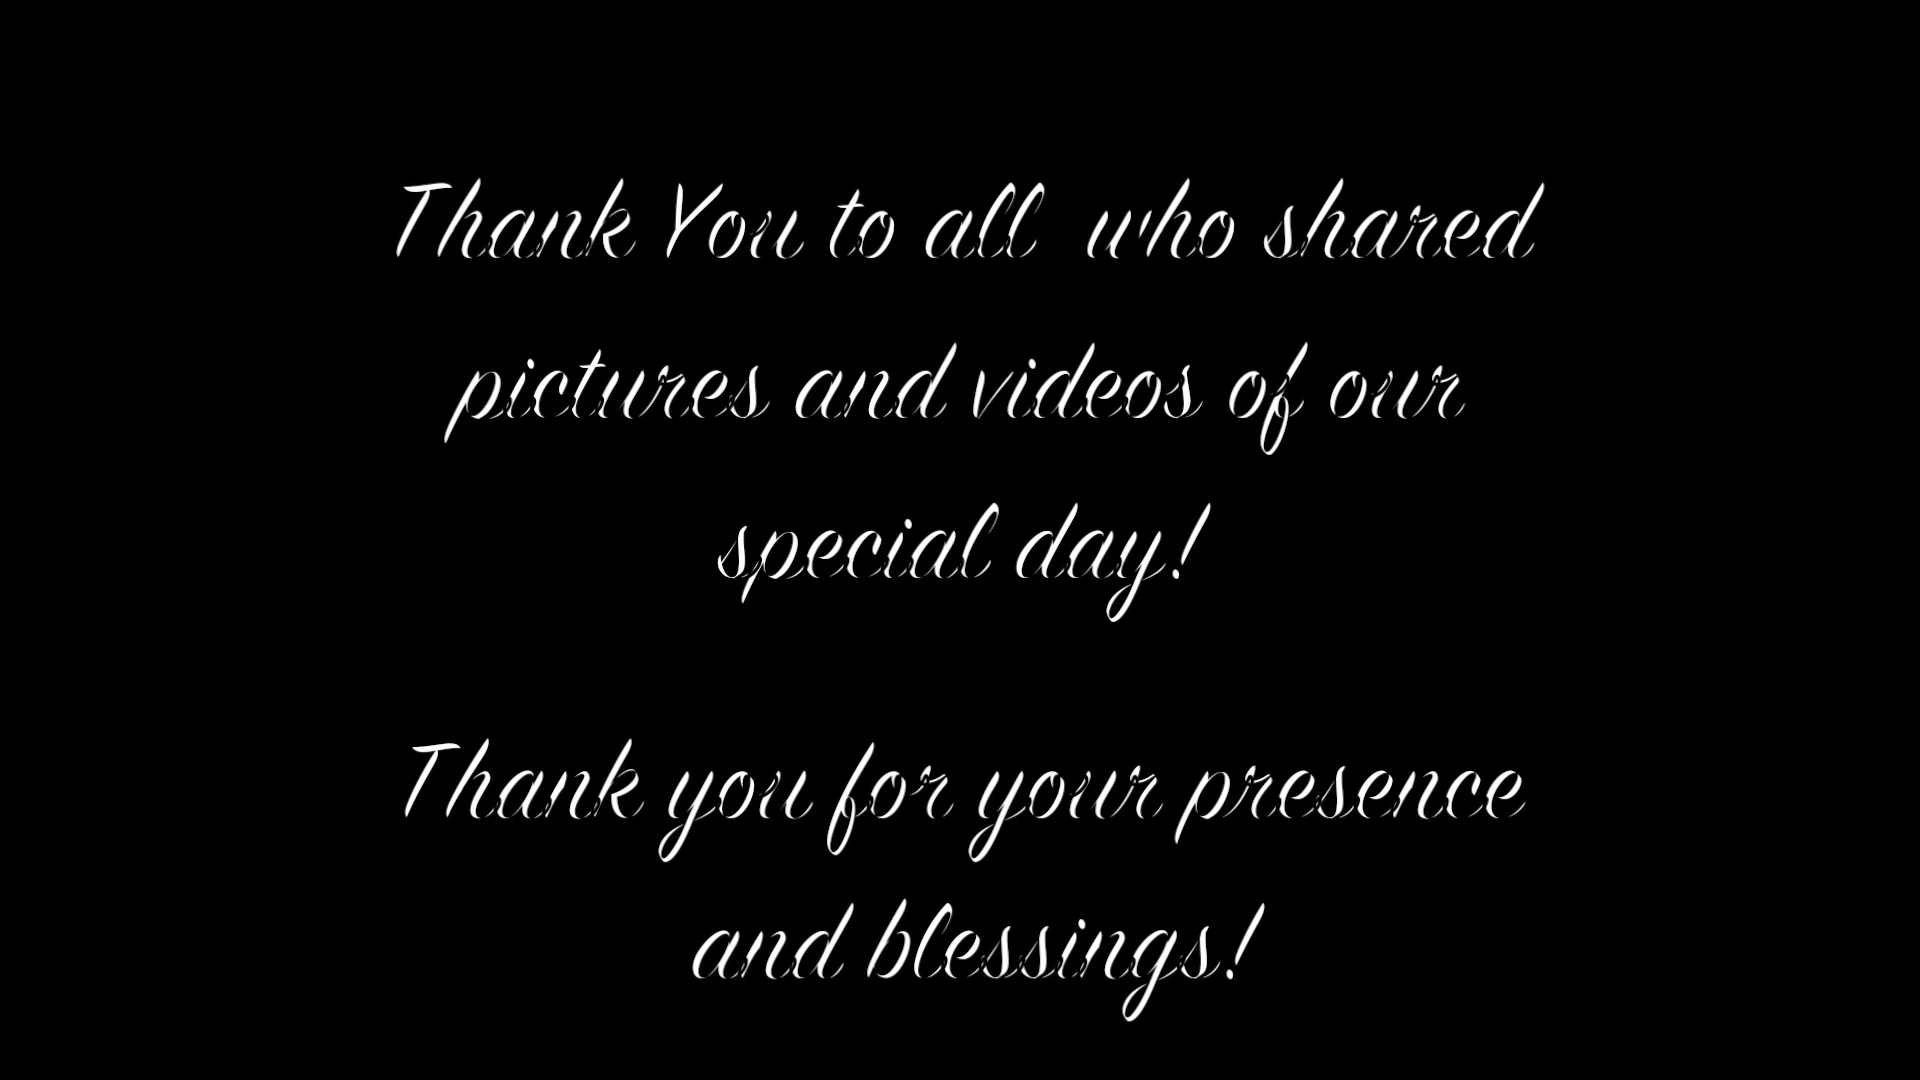 Thank You to all  who shared
pictures and videos of our
special day!
Thank you for your presence
and blessings!